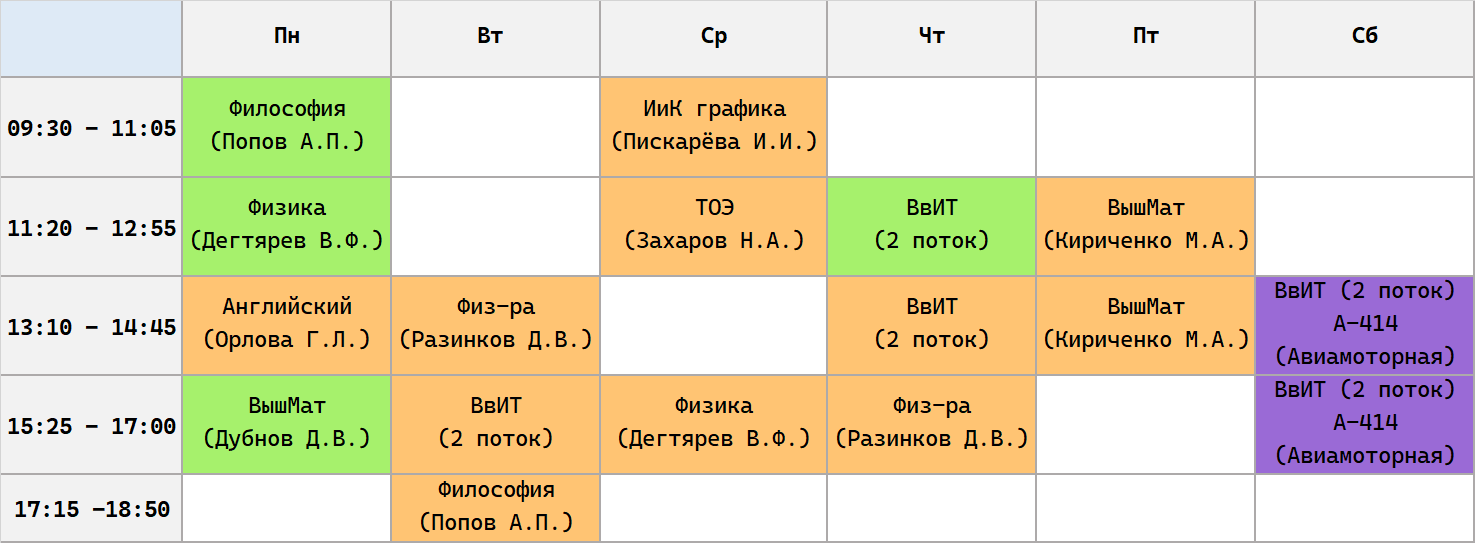 Пн Вт Ср Чт Пт Сб
09:30 - 11:05
Философия
(Попов А.П.)
ИиК графика
(Пискарёва И.И.)
11:20 - 12:55
Физика
(Дегтярев В.Ф.)
ТОЭ
(Захаров Н.А.)
ВвИТ
(2 поток)
ВышМат
(Кириченко М.А.)
13:10 - 14:45
Английский
(Орлова Г.Л.)
Физ-ра
(Разинков Д.В.)
ВвИТ
(2 поток)
ВышМат
(Кириченко М.А.)
ВвИТ (2 поток)
А-414
(Авиамоторная)
15:25 - 17:00
ВышМат
(Дубнов Д.В.)
ВвИТ
(2 поток)
Физика
(Дегтярев В.Ф.)
Физ-ра
(Разинков Д.В.)
ВвИТ (2 поток)
А-414
(Авиамоторная)
17:15 -18:50
Философия
(Попов А.П.)